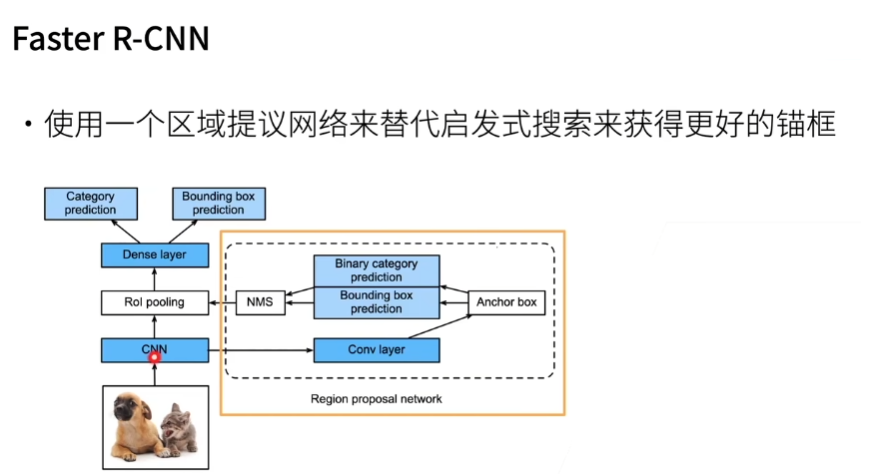 Faster R-CNN
• 使用一个区域提议网络来替代启发式搜索来获得更好的锚框
Category
prediction
Bounding box
prediction
Dense layer
RoI pooling
CNN
NMS
Binary category
prediction
Bounding box
prediction
Anchor box
Conv layer
Region proposal network